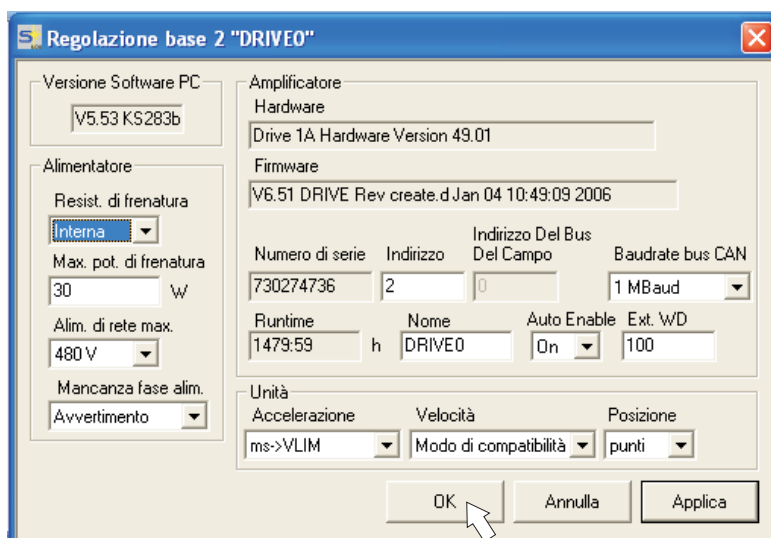 Regolazione base 2 "DRIVE0"
Versione Software PC
V5.53 KS283b
Alimentatore
Resist. di frenatura
Interna
Max. pot. di frenatura
30 W
Alim. di rete max.
480 V
Mancanza fase alim.
Avvertimento
Amplificatore
Hardware
Drive 1A Hardware Version 49.01
Firmware
V6.51 DRIVE Rev create.d Jan 04 10:49:09 2006
Numero di serie
730274736
Indirizzo
2
Indirizzo Del Bus
Del Campo
0
Baudrate bus CAN
1 MBaud
Runtime
1479:59 h
Nome
DRIVE0
Auto Enable
On
Ext. WD
100
Unità
Accelerazione
ms->VLIM
Velocità
Modo di compatibilità
Posizione
punti
OK
Annulla
Applica